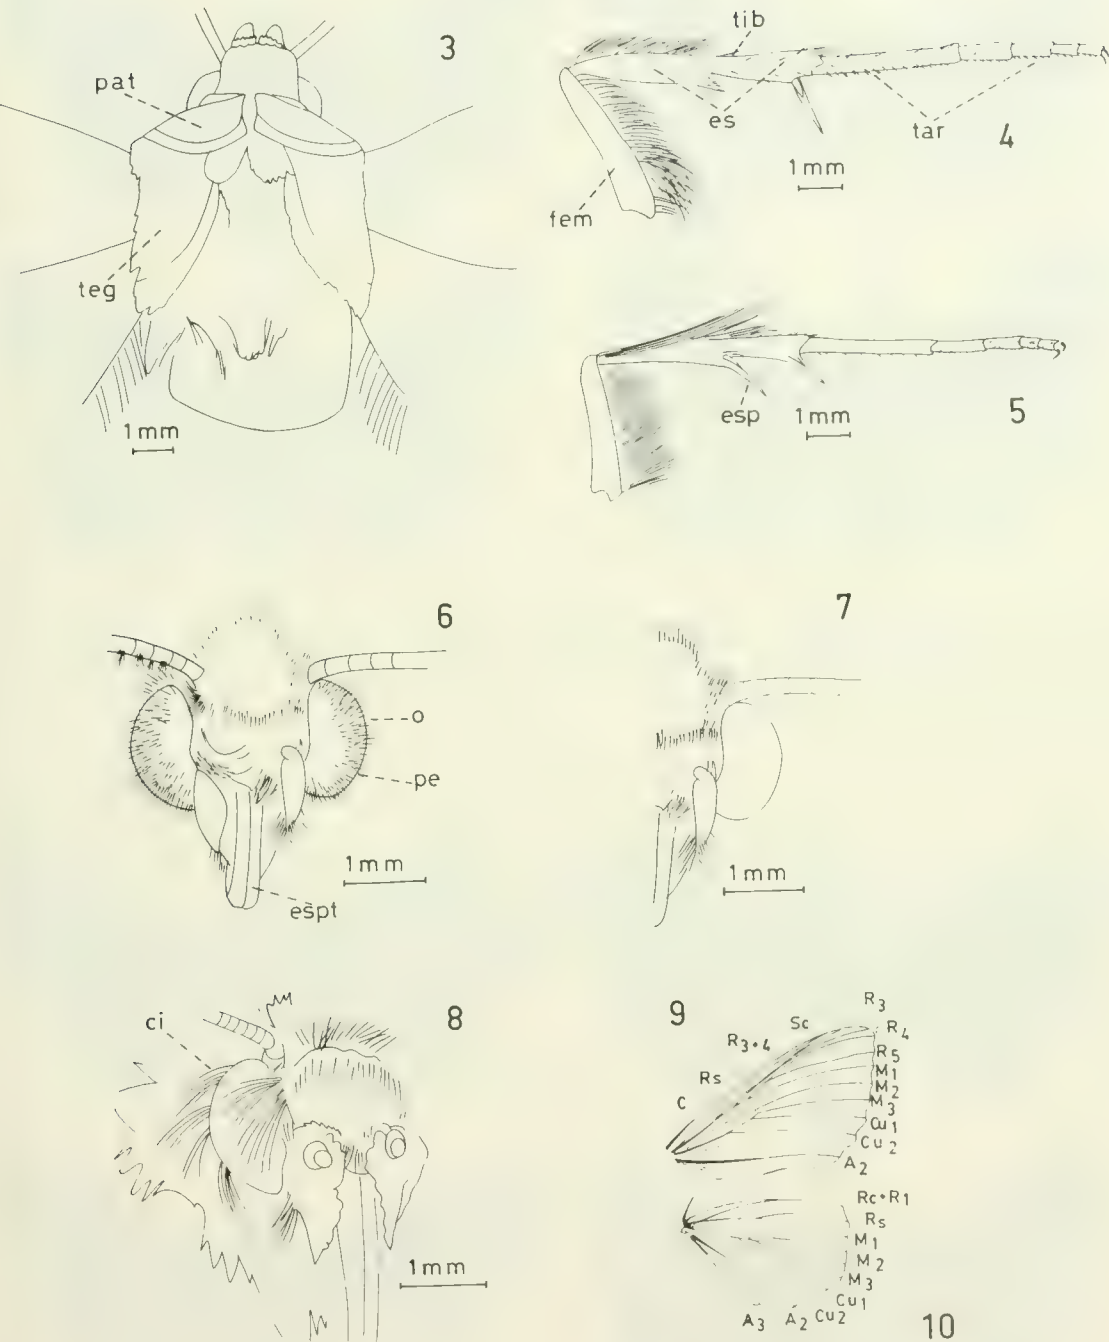 3
pat
teg
1mm
tib
es
tar
4
1mm
fem
esp
1mm
5
6
o
pe
1mm
espt
7
1mm
8
ci
1mm
9
R3
Sc
R4
R3+4
R5
Rs
M1
M2
C
M3
Cu1
Cu2
A2
Rc+R1
Rs
M1
M2
M3
Cu1
A3 A2 Cu2
10